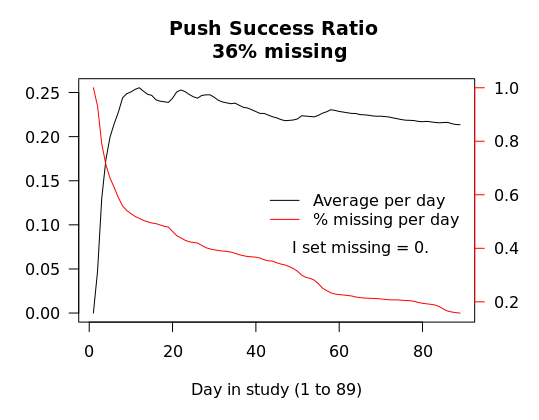 Push Success Ratio
36% missing
0.25
0.20
0.15
0.10
0.05
0.00
1.0
0.8
0.6
0.4
0.2
Average per day
% missing per day
I set missing = 0.
0 20 40 60 80
Day in study (1 to 89)